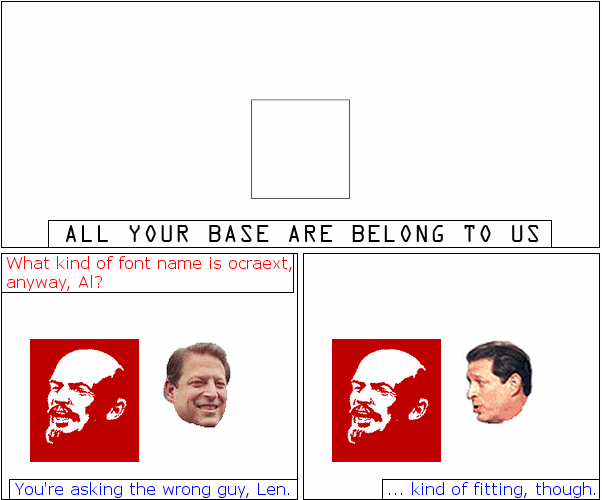 ALL YOUR BASE ARE BELONG TO US
What kind of font name is ocraext,
anyway, Al?
You're asking the wrong guy, Len.
... kind of fitting, though.